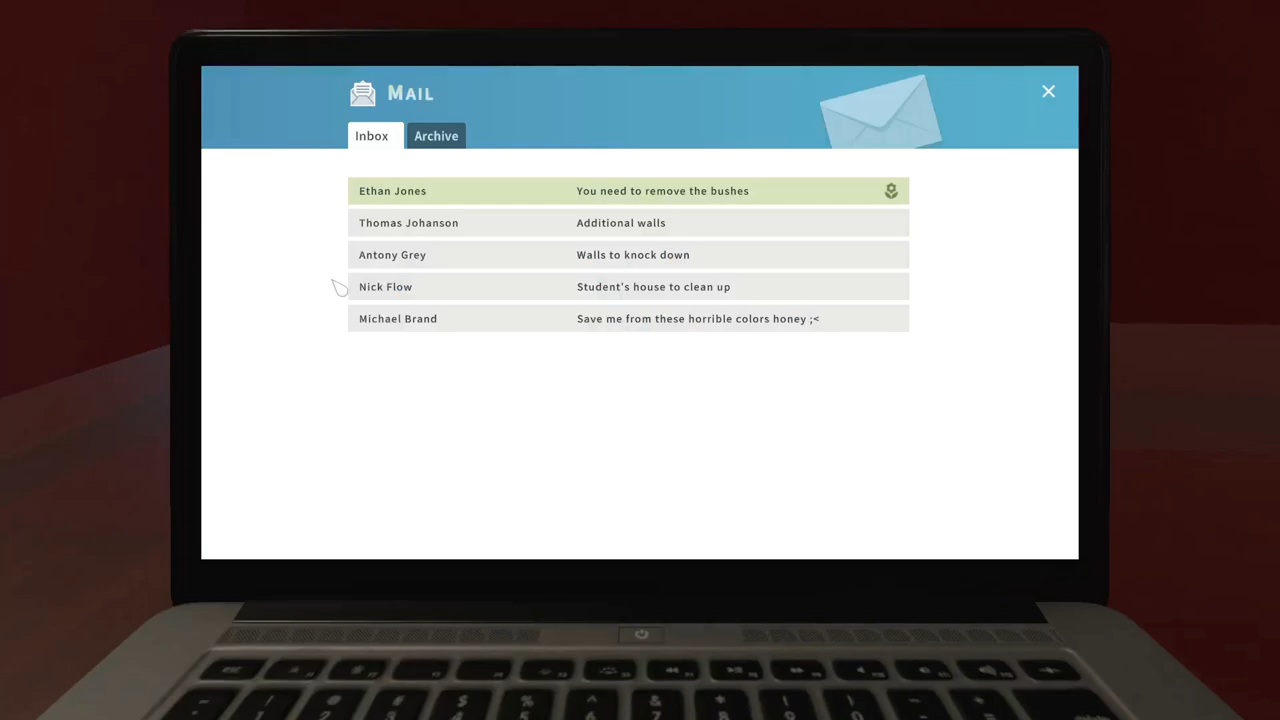 Mail
Inbox Archive
Ethan Jones You need to remove the bushes
Thomas Johanson Additional walls
Antony Grey Walls to knock down
Nick Flow Student's house to clean up
Michael Brand Save me from these horrible colors honey ;<